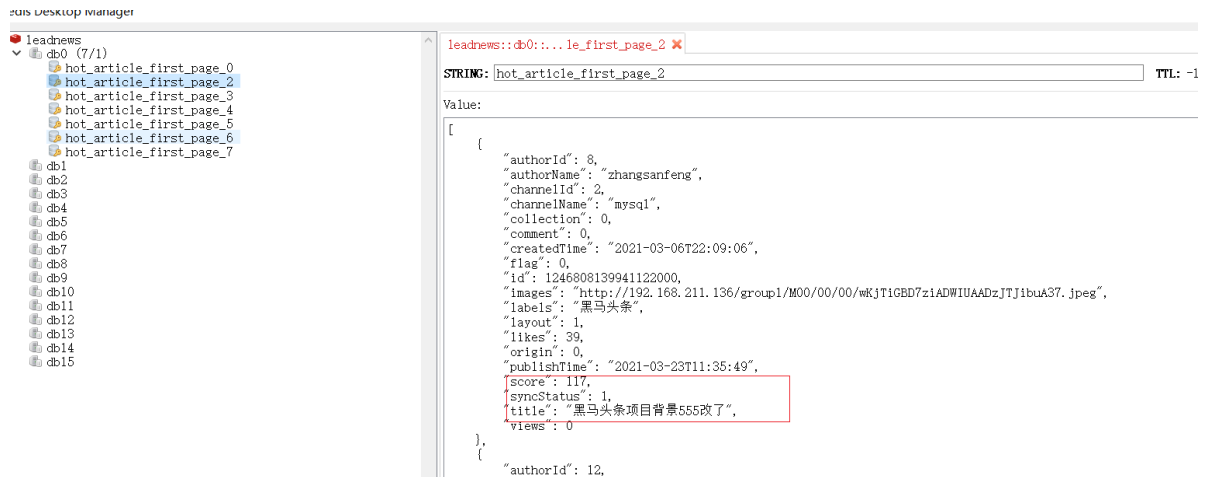 edis Desktop Manager
leadnews
db0 (7/1)
hot_article_first_page_0
hot_article_first_page_2
hot_article_first_page_3
hot_article_first_page_4
hot_article_first_page_5
hot_article_first_page_6
hot_article_first_page_7
db1
db2
db3
db4
db5
db6
db7
db8
db9
db10
db11
db12
db13
db14
db15
leadnews::db0::...le_first_page_2
STRING: hot_article_first_page_2 TTL: -1
Value:
[
{
"authorId": 8,
"authorName": "zhangsanfeng",
"channelId": 2,
"channelName": "mysql",
"collection": 0,
"comment": 0,
"createdTime": "2021-03-06T22:09:06",
"flag": 0,
"id": 1246808139941122000,
"images": "http://192.168.211.136/group1/M00/00/00/wKjTiGBD7ziADWIUAADzJTJibuA37.jpeg",
"labels": "黑马头条",
"layout": 1,
"likes": 39,
"origin": 0,
"publishTime": "2021-03-23T11:35:49",
"score": 117,
"syncStatus": 1,
"title": "黑马头条项目背景555改了",
"views": 0
},
{
"authorId": 12,